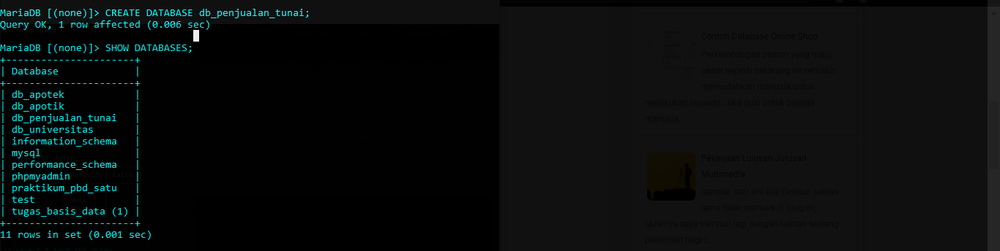 MariaDB [(none)]> CREATE DATABASE db_penjualan_tunai;
Query OK, 1 row affected (0.006 sec)
MariaDB [(none)]> SHOW DATABASES;
+----------------------+
| Database             |
+----------------------+
| db_apotek            |
| db_apotik            |
| db_penjualan_tunai   |
| db_universitas       |
| information_schema   |
| mysql                |
| performance_schema   |
| phpmyadmin           |
| praktikum_pbd_satu   |
| test                 |
| tugas_basis_data (1) |
+----------------------+
11 rows in set (0.001 sec)
Contoh Database Online Shop
Perkembangan zaman yang maju
pesat seperti sekarang ini semakin
memudahkan manusia untuk
melakukan sesuatu. Jika dulu untuk belanja
manusia...
Pekerjaan Lulusan Jurusan
Multimedia
gambar dari sini klik Setelah sekian
lama tidak menulis di blog ini,
akhirnya saya kembali lagi dengan tulisan tentang
pekerjaan bagi l...